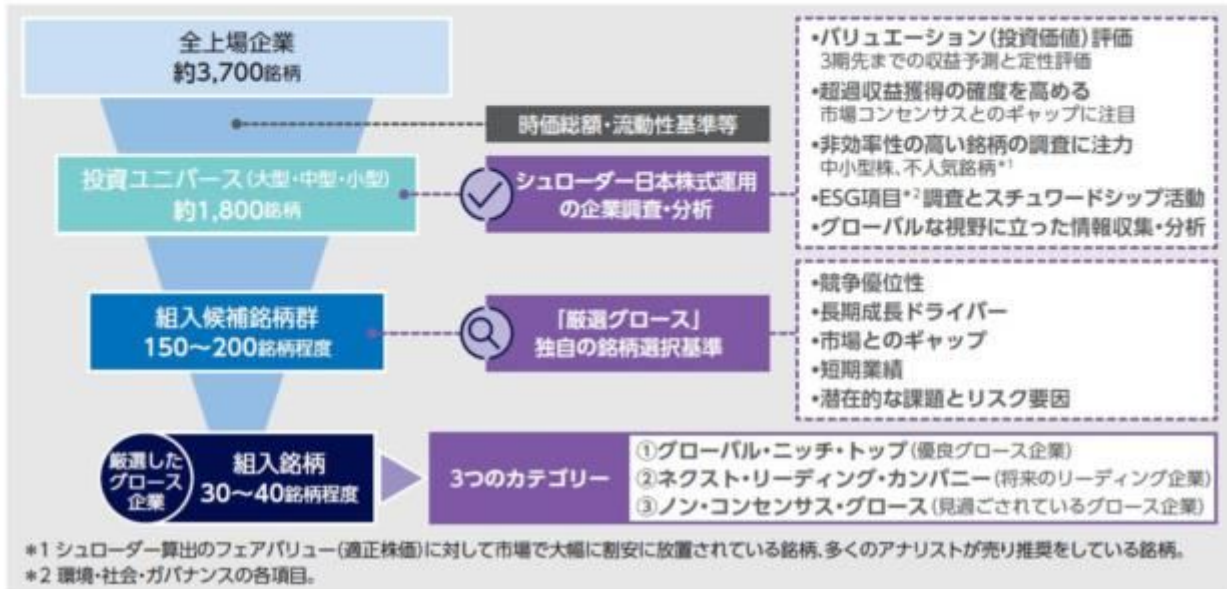 全上場企業
約3,700銘柄
時価総額・流動性基準等
投資ユニバース(大型・中型・小型)
約1,800銘柄
シュローダー日本株式運用
の企業調査・分析
•バリュエーション(投資価値)評価
3期先までの収益予測と定性評価
•超過収益獲得の確度を高める
市場コンセンサスとのギャップに注目
•非効率性の高い銘柄の調査に注力
中小型株、不人気銘柄*1
•ESG項目*2調査とスチュワードシップ活動
•グローバルな視野に立った情報収集・分析
組入候補銘柄群
150〜200銘柄程度
「厳選グロース」
独自の銘柄選択基準
•競争優位性
•長期成長ドライバー
•市場とのギャップ
•短期業績
•潜在的な課題とリスク要因
厳選した
グロース
企業
組入銘柄
30〜40銘柄程度
3つのカテゴリー
①グローバル・ニッチ・トップ(優良グロース企業)
②ネクスト・リーディング・カンパニー(将来のリーディング企業)
③ノン・コンセンサス・グロース(見過ごされているグロース企業)
*1 シュローダー算出のフェアバリュー(適正株価)に対して市場で大幅に割安に放置されている銘柄、多くのアナリストが売り推奨をしている銘柄。
*2 環境・社会・ガバナンスの各項目。